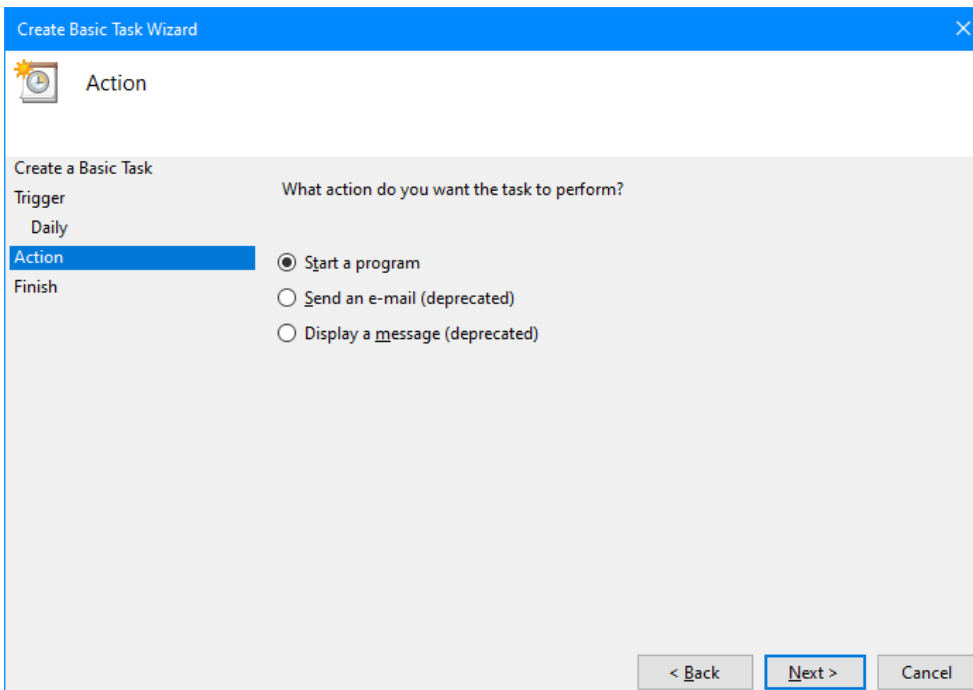 Create Basic Task Wizard
Action
Create a Basic Task
Trigger
Daily
Action
Finish
What action do you want the task to perform?
Start a program
Send an e-mail (deprecated)
Display a message (deprecated)
< Back
Next >
Cancel